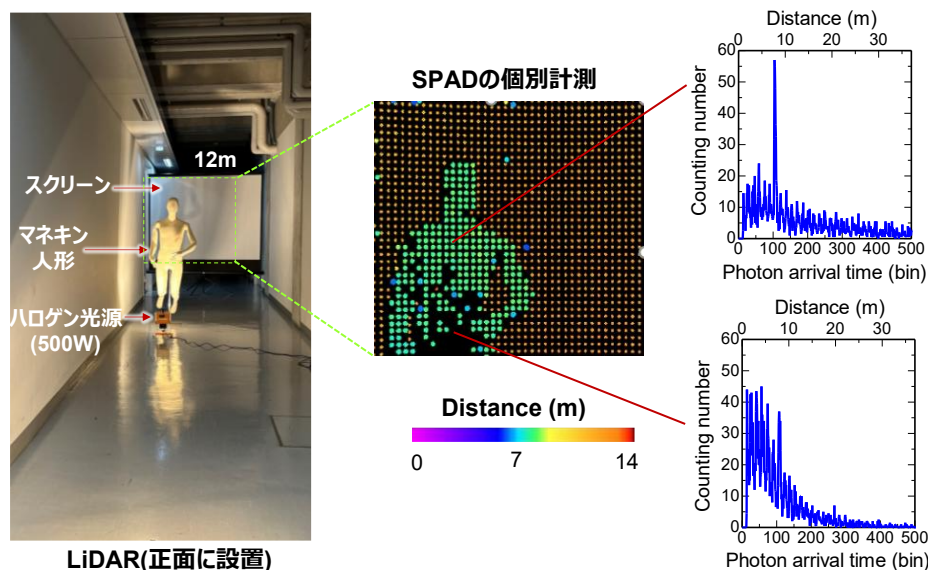 12m
スクリーン
マネキン
人形
ハロゲン光源
(500W)
LiDAR(正面に設置)
SPADの個別計測
Distance (m)
0 7 14
Distance (m)
0 10 20 30
Counting number
60
50
40
30
20
10
0
0 100 200 300 400 500
Photon arrival time (bin)
Distance (m)
0 10 20 30
Counting number
60
50
40
30
20
10
0
0 100 200 300 400 500
Photon arrival time (bin)